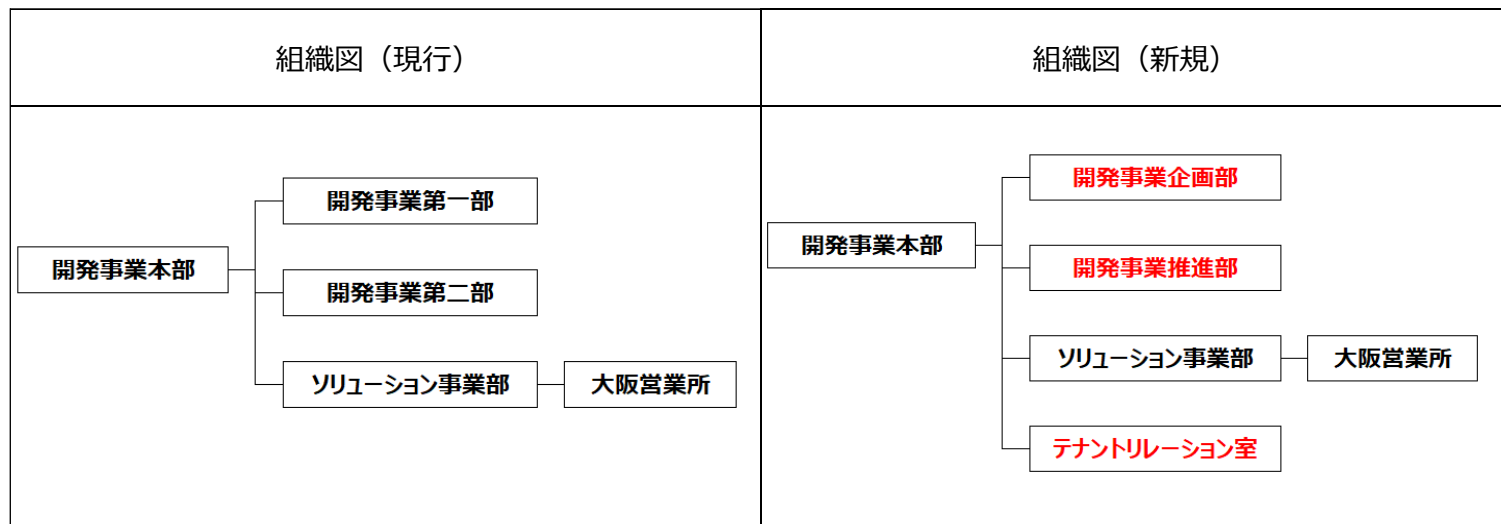 組織図（現行）
組織図（新規）
開発事業本部
開発事業第一部
開発事業第二部
ソリューション事業部
大阪営業所
開発事業本部
開発事業企画部
開発事業推進部
ソリューション事業部
大阪営業所
テナントリレーション室